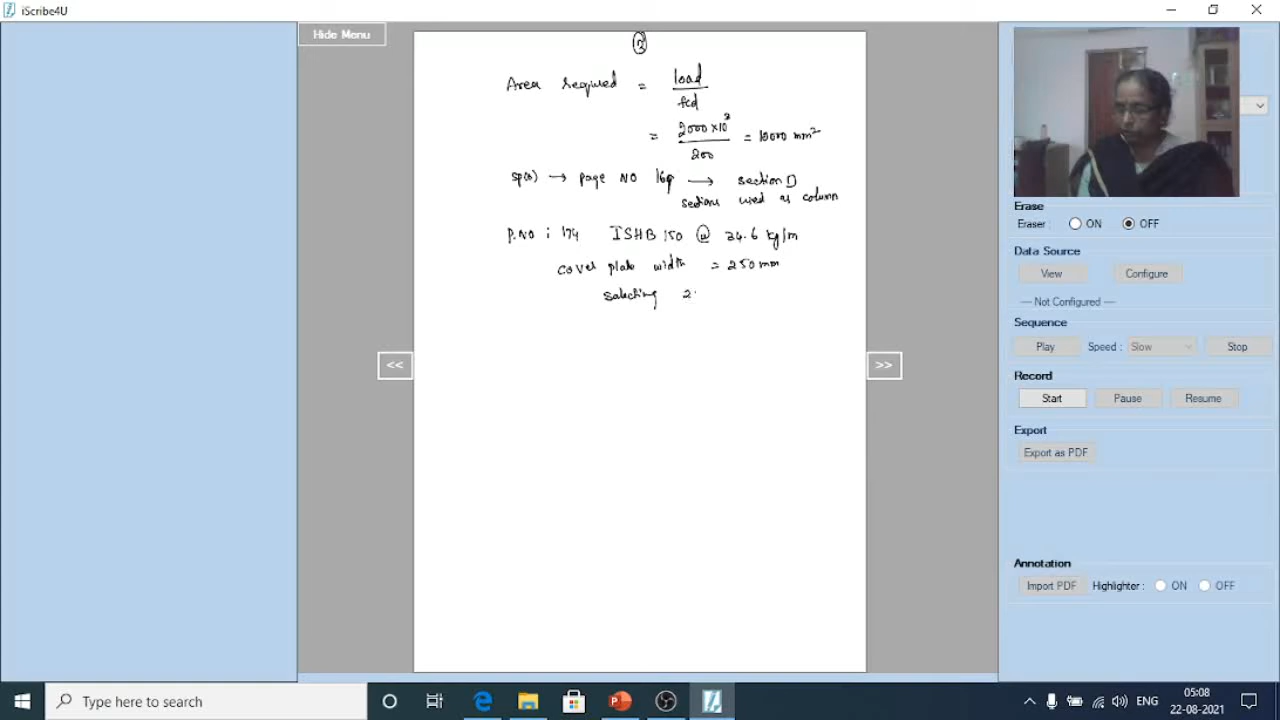 iScribe4U
Hide Menu
2
Area required = load / fcd
= 2000×10³ / 200 = 10000 mm²
sp(6) → page NO 169 → section D
sections used as column
P.NO : 174 ISHB 150 @ 34.6 kg/m
cover plate width = 250 mm
Selecting 2
<<
>>
Erase
Eraser : ON OFF
Data Source
View Configure
--- Not Configured ---
Sequence
Play Speed : Slow Stop
Record
Start Pause Resume
Export
Export as PDF
Annotation
Import PDF Highlighter : ON OFF
Type here to search
ENG
05:08
22-08-2021